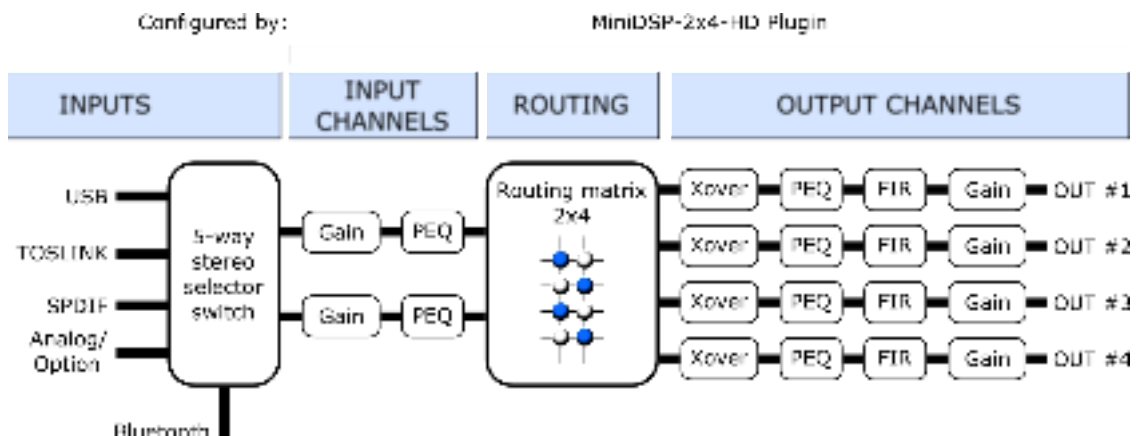 Configured by:
MiniDSP-2x4-HD Plugin
INPUTS
INPUT
CHANNELS
ROUTING
OUTPUT CHANNELS
USB
TOSLINK
SPDIF
Analog/
Option
Bluetooth
5-way
stereo
selector
switch
Gain
PEQ
Gain
PEQ
Routing matrix
2x4
Xover
PEQ
FIR
Gain
OUT #1
Xover
PEQ
FIR
Gain
OUT #2
Xover
PEQ
FIR
Gain
OUT #3
Xover
PEQ
FIR
Gain
OUT #4